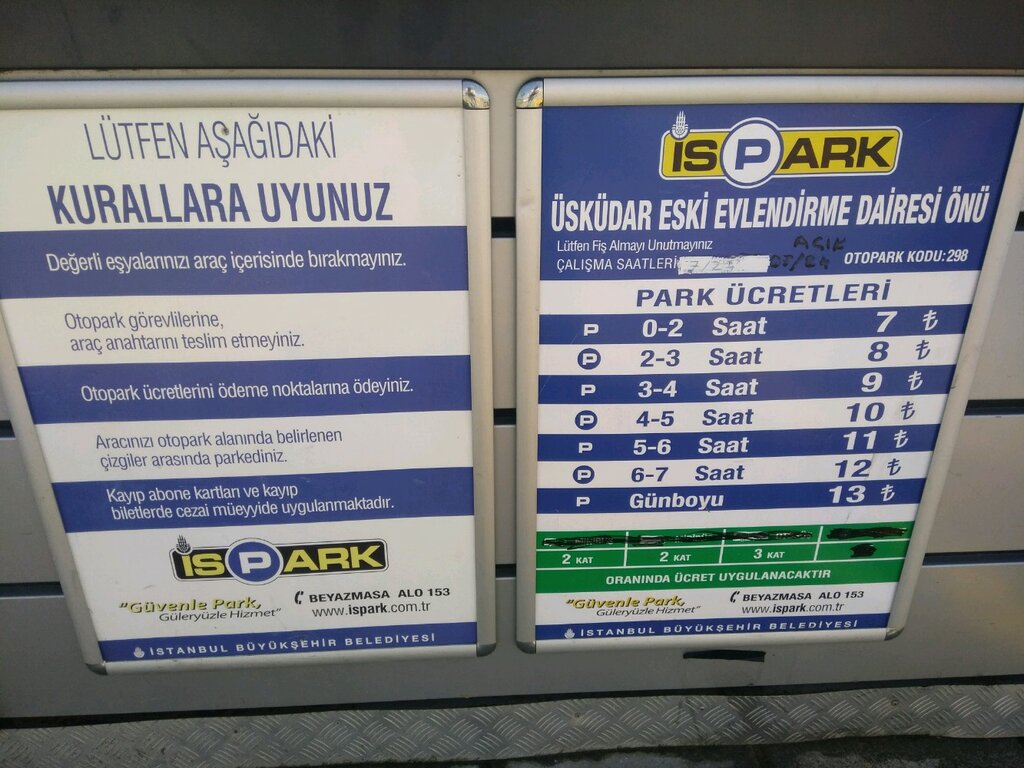 LÜTFEN AŞAĞIDAKİ
KURALLARA UYUNUZ
Değerli eşyalarınızı araç içerisinde bırakmayınız.
Otopark görevlilerine,
araç anahtarını teslim etmeyiniz.
Otopark ücretlerini ödeme noktalarına ödeyiniz.
Aracınızı otopark alanında belirlenen
çizgiler arasında parkediniz.
Kayıp abone kartları ve kayıp
biletlerde cezai müeyyide uygulanmaktadır.
İSPARK
"Güvenle Park,
Güleryüzle Hizmet"
BEYAZMASA ALO 153
www.ispark.com.tr
İSTANBUL BÜYÜKŞEHİR BELEDİYESİ
İSPARK
ÜSKÜDAR ESKİ EVLENDİRME DAİRESİ ÖNÜ
Lütfen Fiş Almayı Unutmayınız
AÇIK
ÇALIŞMA SAATLERİ 7/24
OTOPARK KODU: 298
PARK ÜCRETLERİ
P 0-2 Saat 7 ₺
P 2-3 Saat 8 ₺
P 3-4 Saat 9 ₺
P 4-5 Saat 10 ₺
P 5-6 Saat 11 ₺
P 6-7 Saat 12 ₺
P Günboyu 13 ₺
2 KAT 2 KAT 3 KAT
ORANINDA ÜCRET UYGULANACAKTIR
"Güvenle Park,
Güleryüzle Hizmet"
BEYAZMASA ALO 153
www.ispark.com.tr
İSTANBUL BÜYÜKŞEHİR BELEDİYESİ